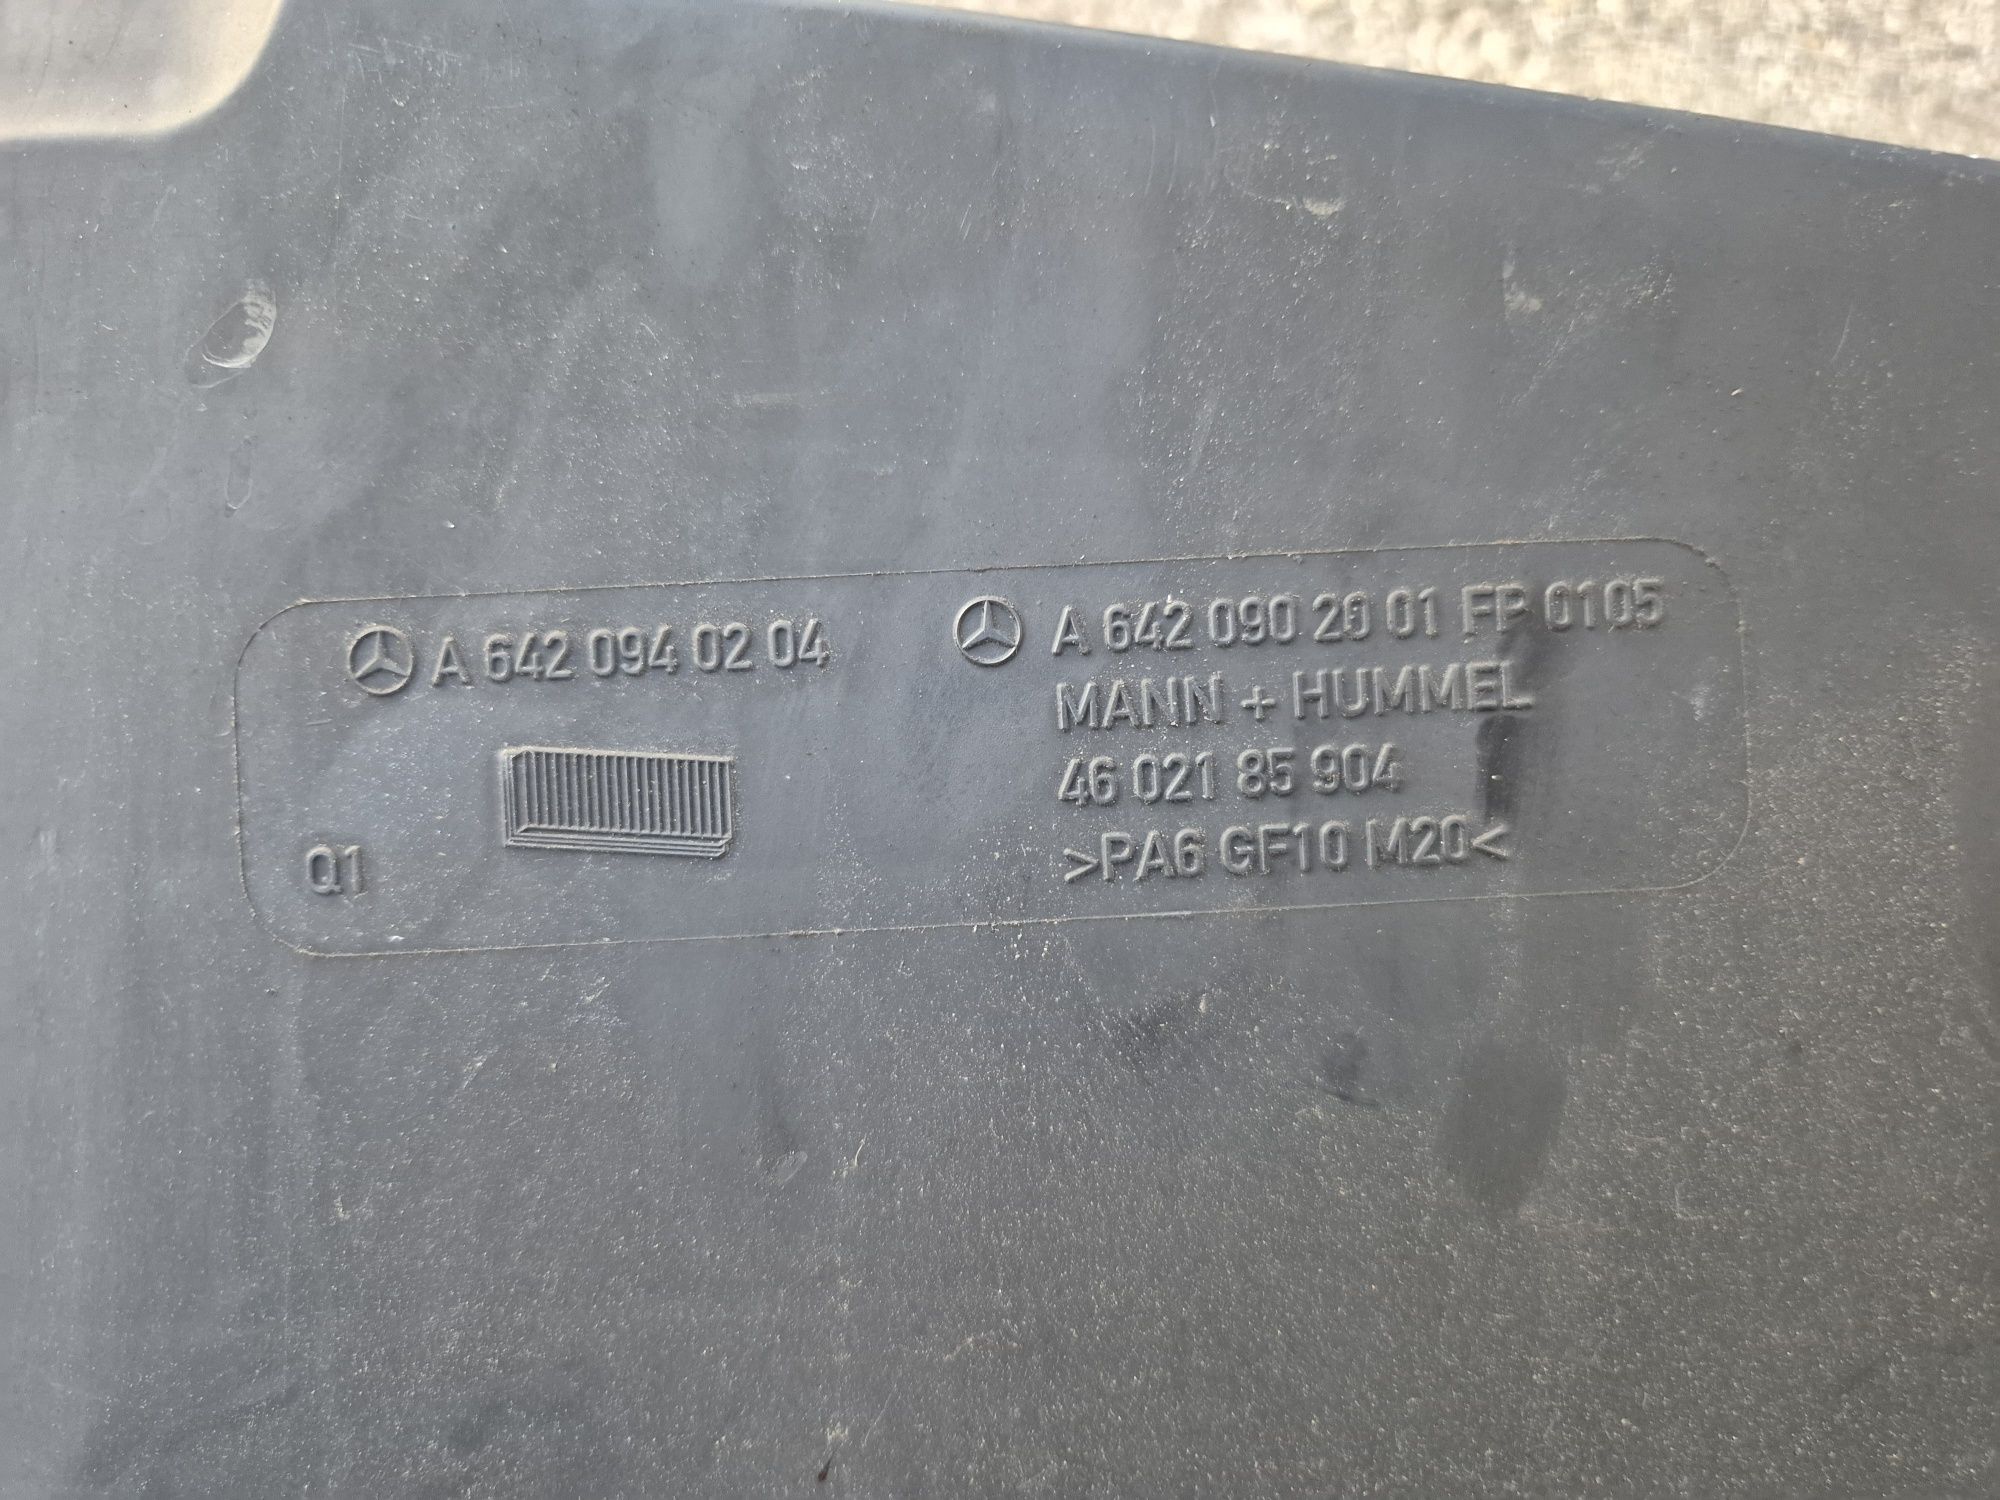 A 642 094 02 04
Q1
A 642 090 20 01 FP 0105
MANN + HUMMEL
46 021 85 904
>PA6 GF10 M20<